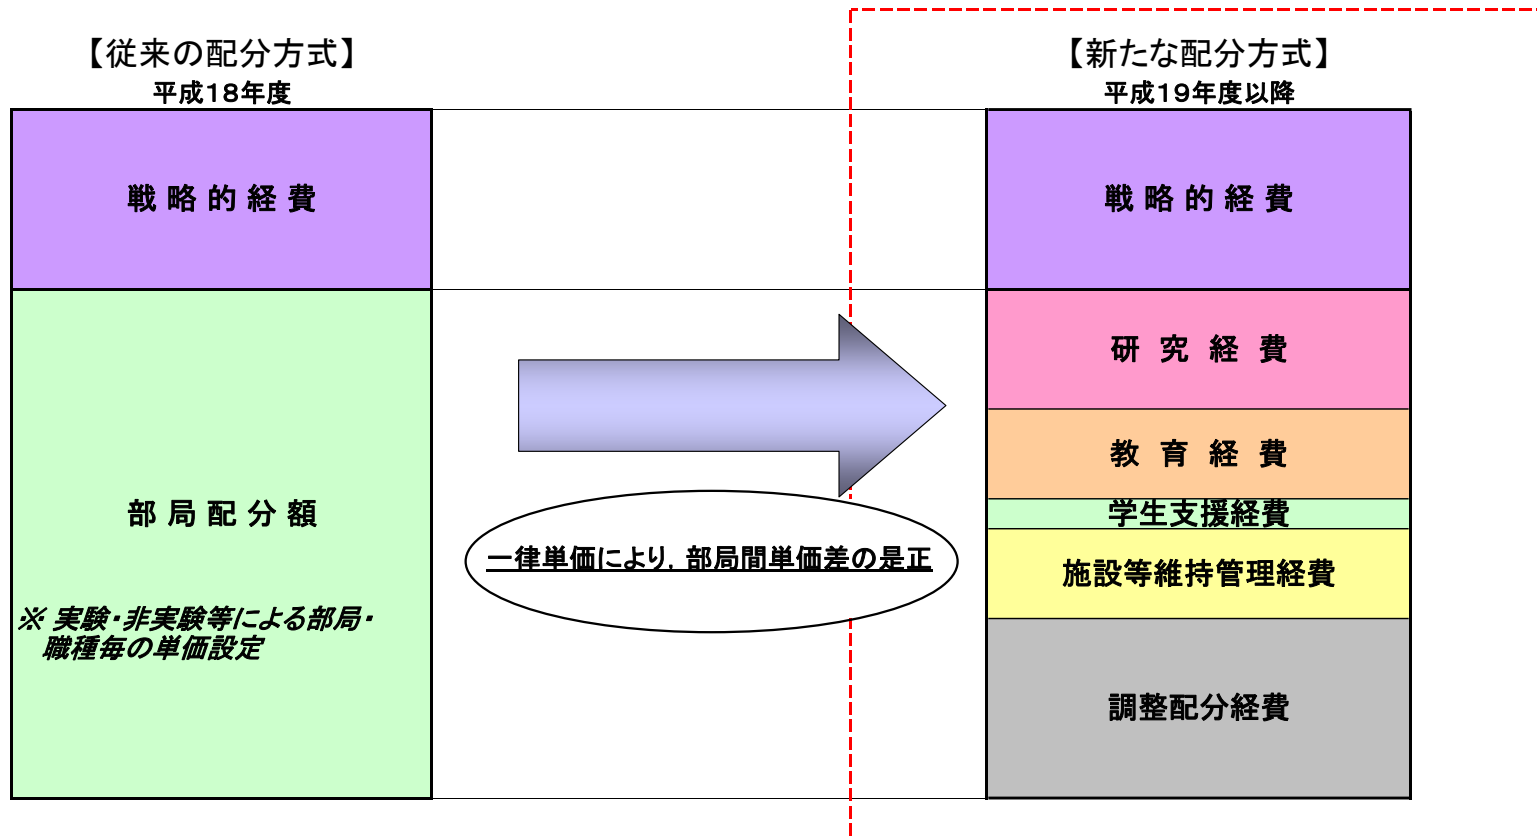 【従来の配分方式】
平成18年度
戦略的経費
部局配分額
※ 実験・非実験等による部局・
職種毎の単価設定
一律単価により，部局間単価差の是正
【新たな配分方式】
平成19年度以降
戦略的経費
研究経費
教育経費
学生支援経費
施設等維持管理経費
調整配分経費